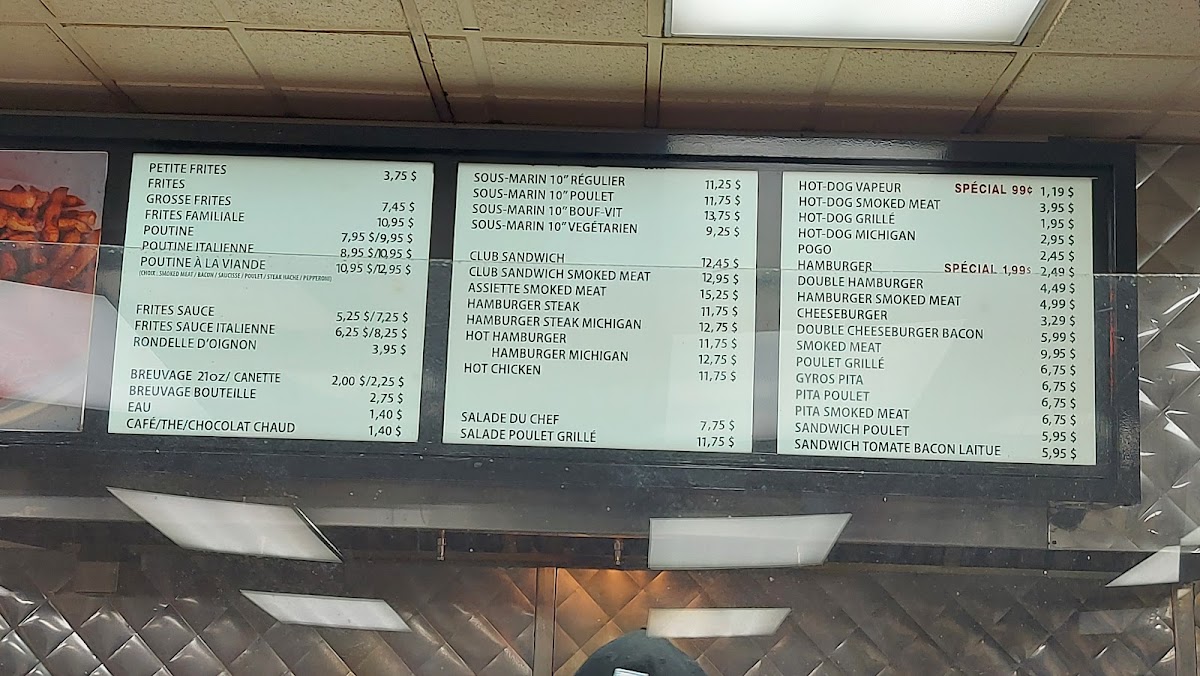 PETITE FRITES 3,75 $
FRITES
GROSSE FRITES 7,45 $
FRITES FAMILIALE 10,95 $
POUTINE 7,95 $/9,95 $
POUTINE ITALIENNE 8,95 $/10,95 $
POUTINE À LA VIANDE 10,95 $/12,95 $
(CHOIX : SMOKED MEAT / BACON / SAUCISSE / POULET / STEAK HACHE / PEPPERONI)
FRITES SAUCE 5,25 $/7,25 $
FRITES SAUCE ITALIENNE 6,25 $/8,25 $
RONDELLE D'OIGNON 3,95 $
BREUVAGE 21oz/ CANETTE 2,00 $/2,25 $
BREUVAGE BOUTEILLE 2,75 $
EAU 1,40 $
CAFÉ/THE/CHOCOLAT CHAUD 1,40 $
SOUS-MARIN 10" RÉGULIER 11,25 $
SOUS-MARIN 10" POULET 11,75 $
SOUS-MARIN 10" BOUF-VIT 13,75 $
SOUS-MARIN 10" VEGÉTARIEN 9,25 $
CLUB SANDWICH 12,45 $
CLUB SANDWICH SMOKED MEAT 12,95 $
ASSIETTE SMOKED MEAT 15,25 $
HAMBURGER STEAK 11,75 $
HAMBURGER STEAK MICHIGAN 12,75 $
HOT HAMBURGER 11,75 $
HAMBURGER MICHIGAN 12,75 $
HOT CHICKEN 11,75 $
SALADE DU CHEF 7,75 $
SALADE POULET GRILLÉ 11,75 $
HOT-DOG VAPEUR SPÉCIAL 99¢ 1,19 $
HOT-DOG SMOKED MEAT 3,95 $
HOT-DOG GRILLÉ 1,95 $
HOT-DOG MICHIGAN 2,95 $
POGO 2,45 $
HAMBURGER SPÉCIAL 1,99$ 2,49 $
DOUBLE HAMBURGER 4,49 $
HAMBURGER SMOKED MEAT 4,99 $
CHEESEBURGER 3,29 $
DOUBLE CHEESEBURGER BACON 5,99 $
SMOKED MEAT 9,95 $
POULET GRILLÉ 6,75 $
GYROS PITA 6,75 $
PITA POULET 6,75 $
PITA SMOKED MEAT 6,75 $
SANDWICH POULET 5,95 $
SANDWICH TOMATE BACON LAITUE 5,95 $